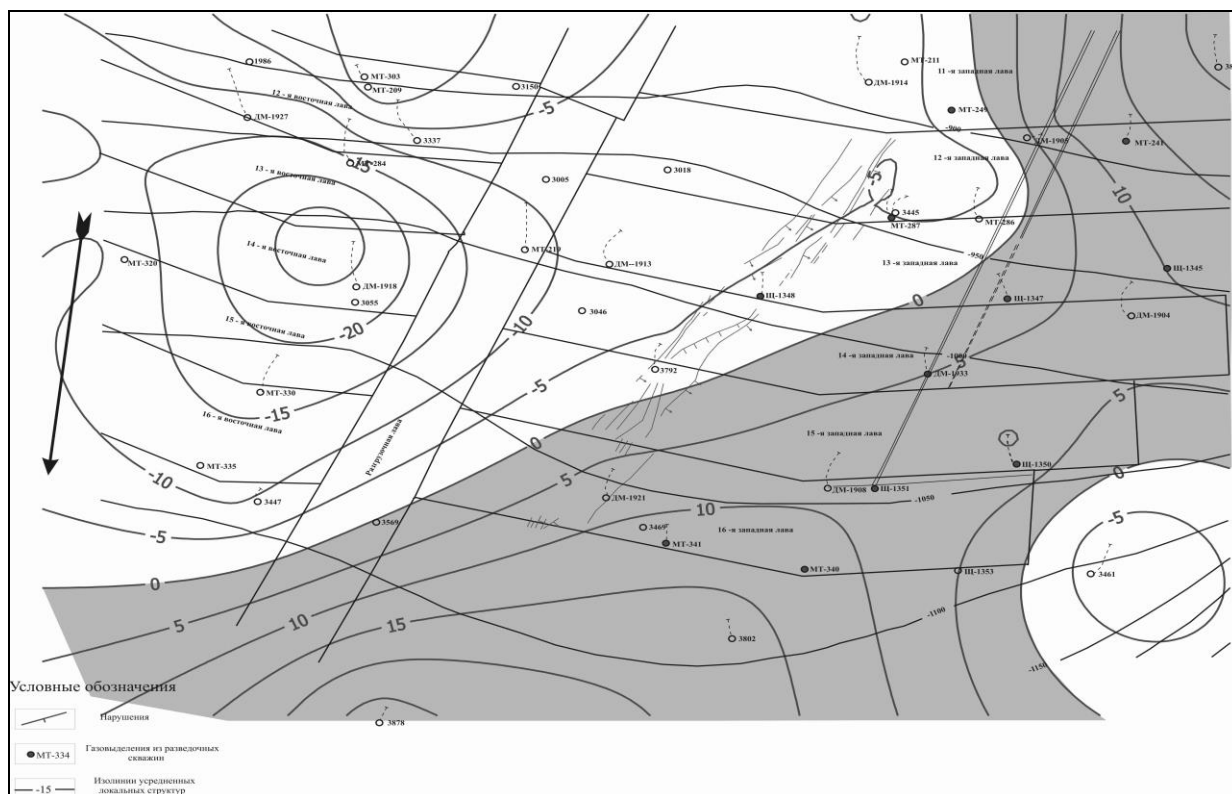 1986
МТ-303
МТ-209
3150
МТ-211
ДМ-1914
11-я западная лава
МТ-249
-5
12 - я восточная лава
ДМ-1927
3337
-900
ДМ-1905
МТ-241
-15
12 -я западная лава
13 - я восточная лава
3005
3018
-5
10
3445
МТ-287
МТ-286
14 - я восточная лава
МТ-320
МТ-219
ДМ--1913
13 -я западная лава
-950
Щ-1345
ДМ-1918
3055
Щ-1348
0
Щ-1347
ДМ-1904
3046
15 - я восточная лава
-20
-10
14 -я западная лава
-1000
5
3792
ДМ-1933
МТ-330
-5
-15
5
16 - я восточная лава
Разгрузочная лава
0
15 -я западная лава
МТ-335
-10
5
Щ-1350
0
3447
ДМ-1921
ДМ-1908
Щ-1351
-1050
10
-5
3569
3469
16 -я западная лава
-5
МТ-341
МТ-340
Щ-1353
3461
0
5
10
15
-1100
3802
-1150
3878
Условные обозначения
Нарушения
МТ-334
Газовыделения из разведочных
скважин
-15
Изолинии усредненных
локальных структур